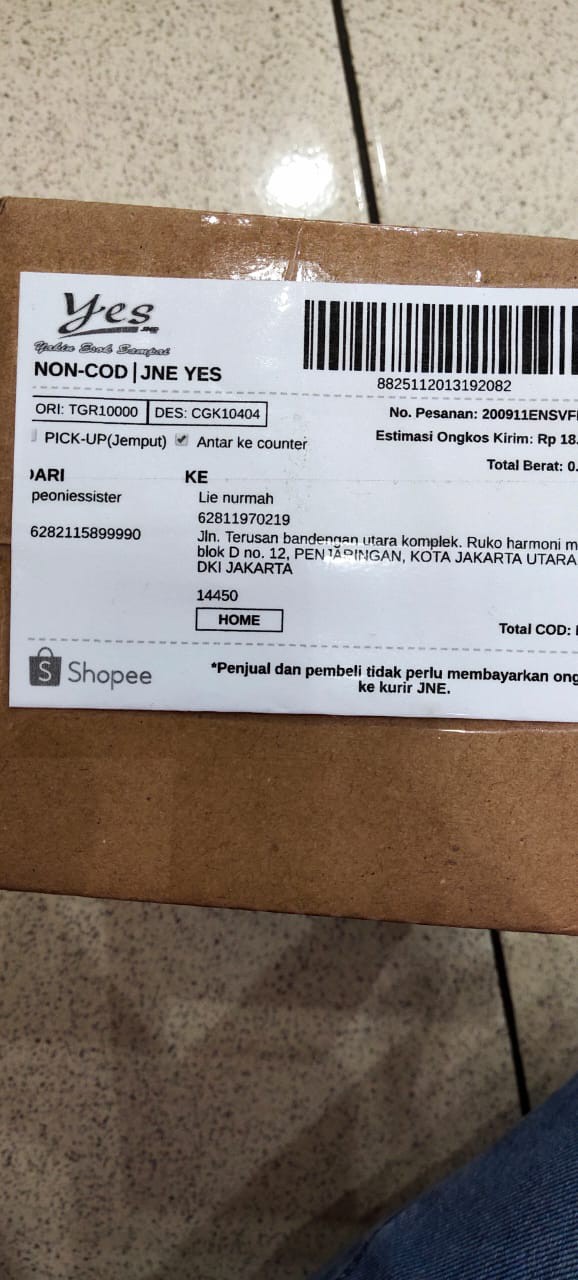 Yes JNE
Yakin Esok Sampai
NON-COD | JNE YES
8825112013192082
ORI: TGR10000 DES: CGK10404
No. Pesanan: 200911ENSVF
PICK-UP(Jemput) Antar ke counter
Estimasi Ongkos Kirim: Rp 18.
Total Berat: 0.
DARI KE
peoniessister
Lie nurmah
62811970219
6282115899990
Jln. Terusan bandengan utara komplek. Ruko harmoni m
blok D no. 12, PENJARINGAN, KOTA JAKARTA UTARA
DKI JAKARTA
14450
HOME
Total COD:
Shopee
*Penjual dan pembeli tidak perlu membayarkan ong
ke kurir JNE.